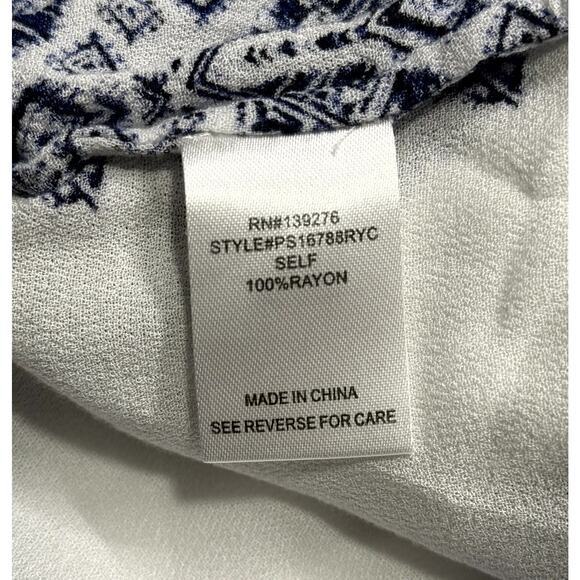 RN#139276
STYLE#PS16788RYC
SELF
100%RAYON
MADE IN CHINA
SEE REVERSE FOR CARE